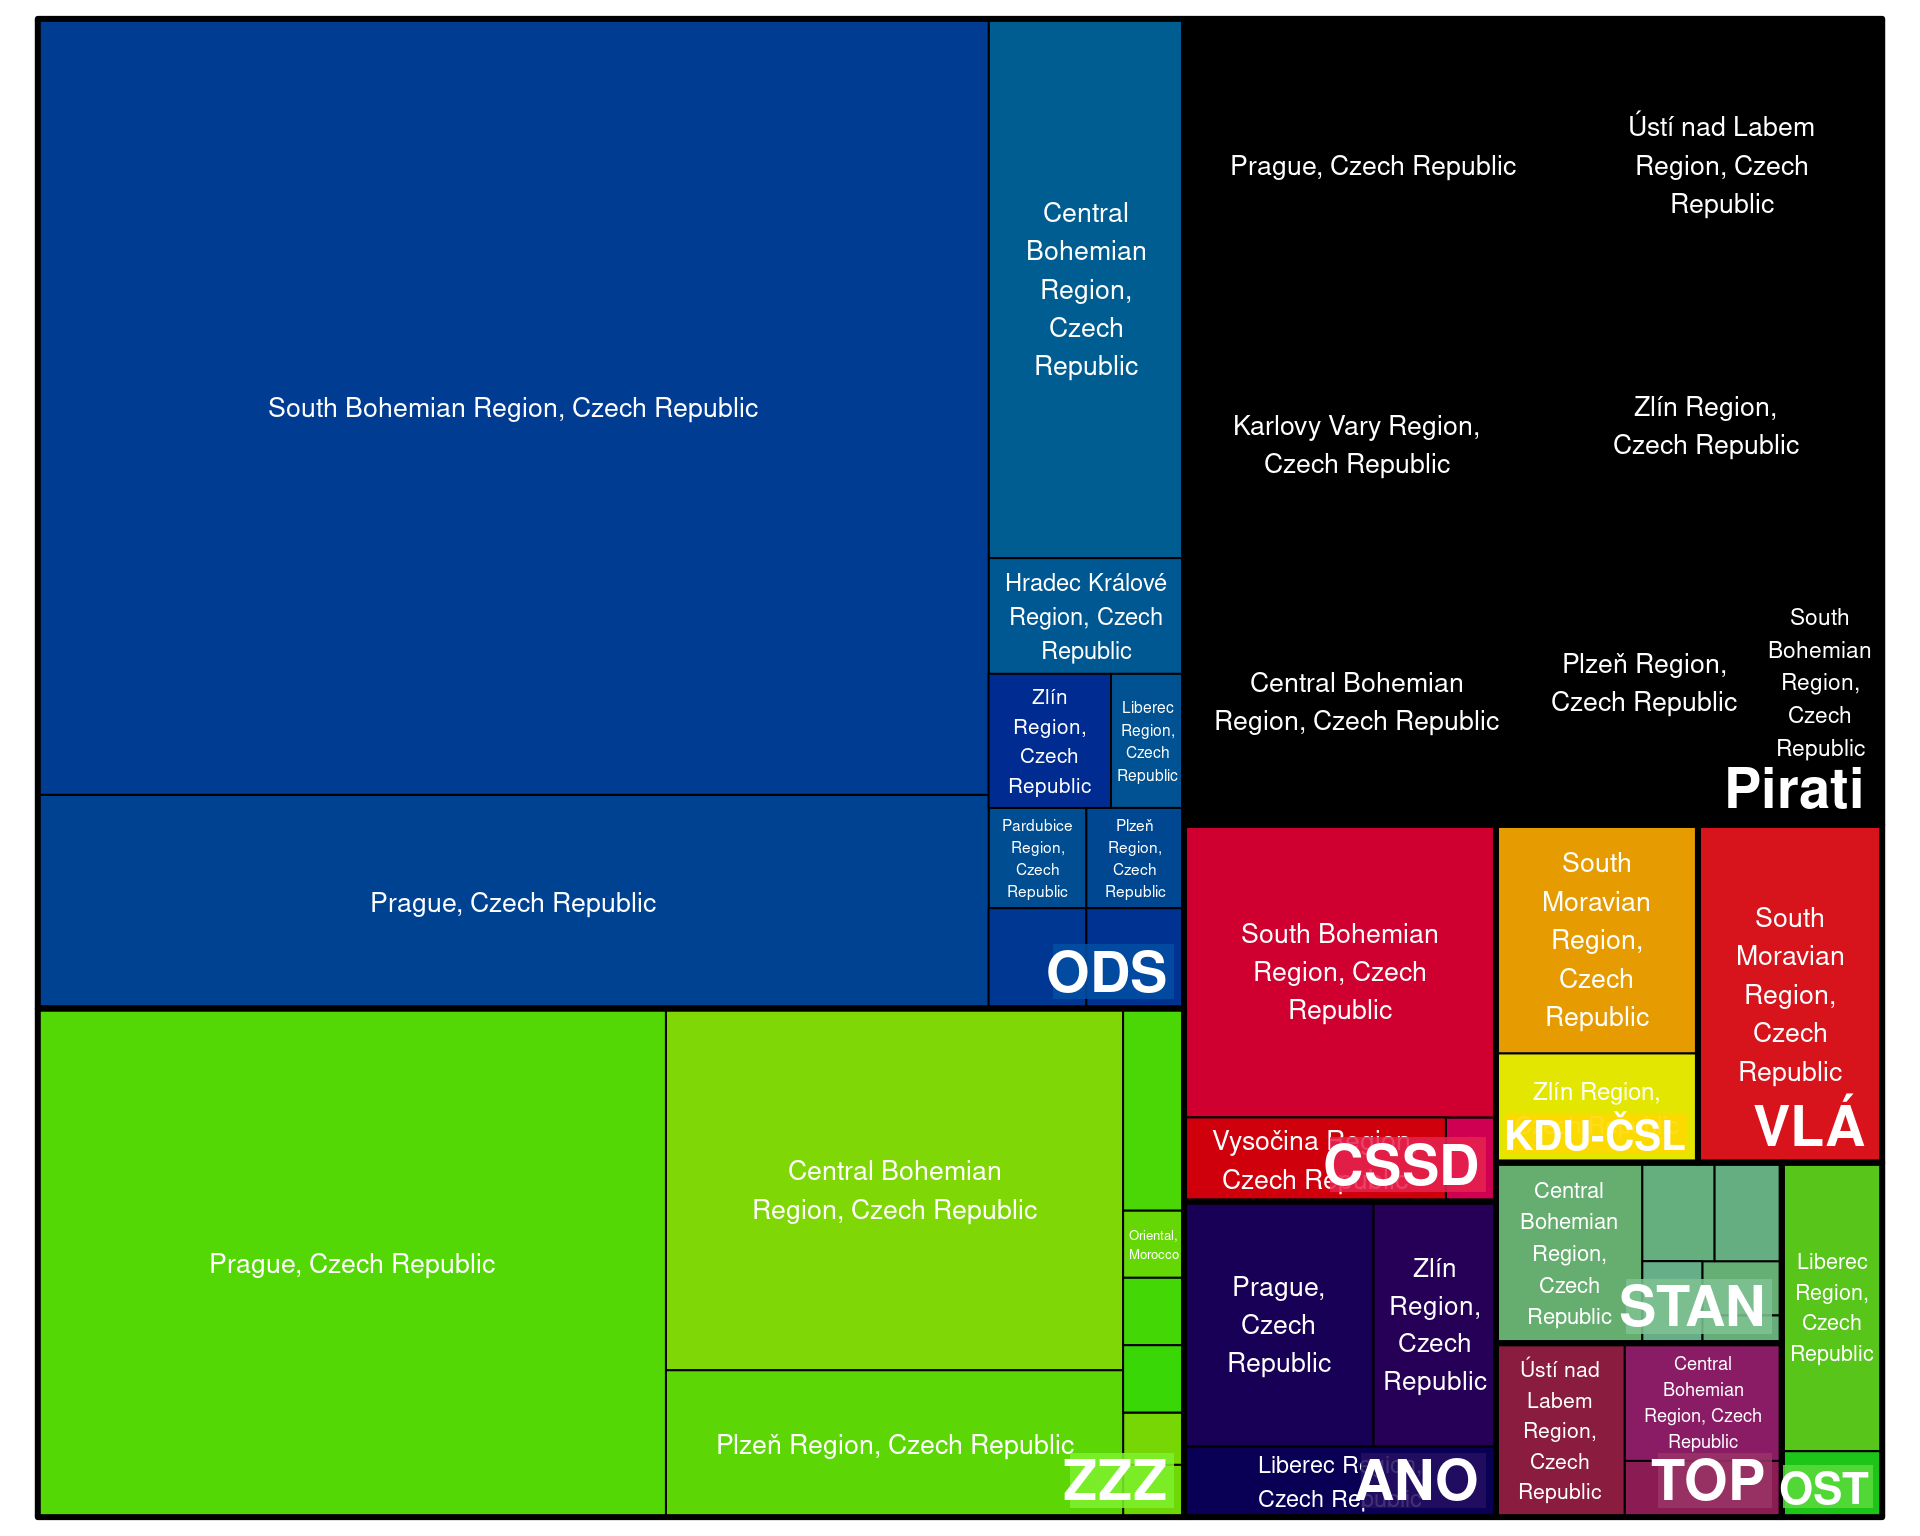 South Bohemian Region, Czech Republic
Prague, Czech Republic
Central
Bohemian
Region,
Czech
Republic
Hradec Králové
Region, Czech
Republic
Zlín
Region,
Czech
Republic
Liberec
Region,
Czech
Republic
Pardubice
Region,
Czech
Republic
Plzeň
Region,
Czech
Republic
ODS
Prague, Czech Republic
Ústí nad Labem
Region, Czech
Republic
Karlovy Vary Region,
Czech Republic
Zlín Region,
Czech Republic
Central Bohemian
Region, Czech Republic
Plzeň Region,
Czech Republic
South
Bohemian
Region,
Czech
Republic
Pirati
Prague, Czech Republic
Central Bohemian
Region, Czech Republic
Plzeň Region, Czech Republic
Oriental,
Morocco
ZZZ
South Bohemian
Region, Czech
Republic
Vysočina Region,
Czech Republic
CSSD
South
Moravian
Region,
Czech
Republic
Zlín Region,
KDU-ČSL
South
Moravian
Region,
Czech
Republic
VLÁ
Prague,
Czech
Republic
Zlín
Region,
Czech
Republic
Liberec Region,
Czech Republic
ANO
Central
Bohemian
Region,
Czech
Republic
STAN
Ústí nad
Labem
Region,
Czech
Republic
Central
Bohemian
Region, Czech
Republic
TOP
Liberec
Region,
Czech
Republic
OST